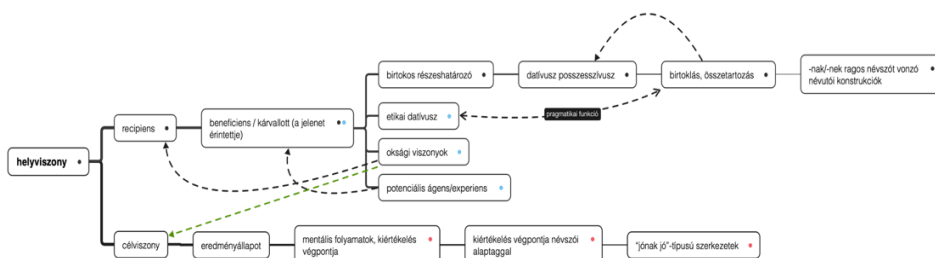 birtokos részeshatározó
datívusz posszesszívusz
birtoklás, összetartozás
-nak/-nek ragos névszót vonzó
névutói konstrukciók
recipiens
beneficiens / kárvallott (a jelenet
érintettje)
etikai datívusz
pragmatikai funkció
oksági viszonyok
helyviszony
potenciális ágens/experiens
célviszony
eredményállapot
mentális folyamatok, kiértékelés
végpontja
kiértékelés végpontja névszói
alaptaggal
"jónak jó"-típusú szerkezetek